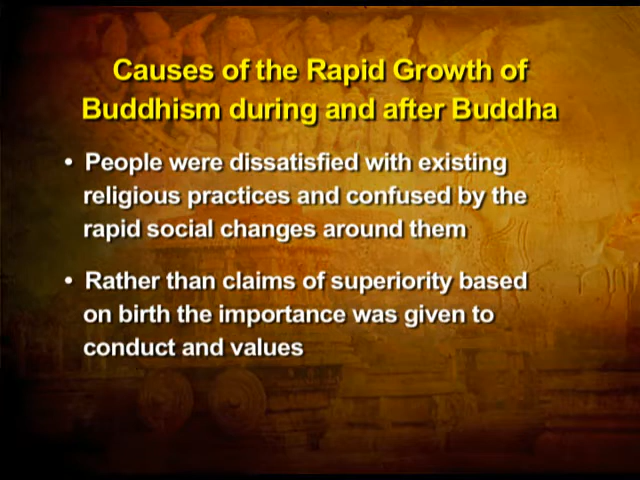 Causes of the Rapid Growth of
Buddhism during and after Buddha
• People were dissatisfied with existing
religious practices and confused by the
rapid social changes around them
• Rather than claims of superiority based
on birth the importance was given to
conduct and values